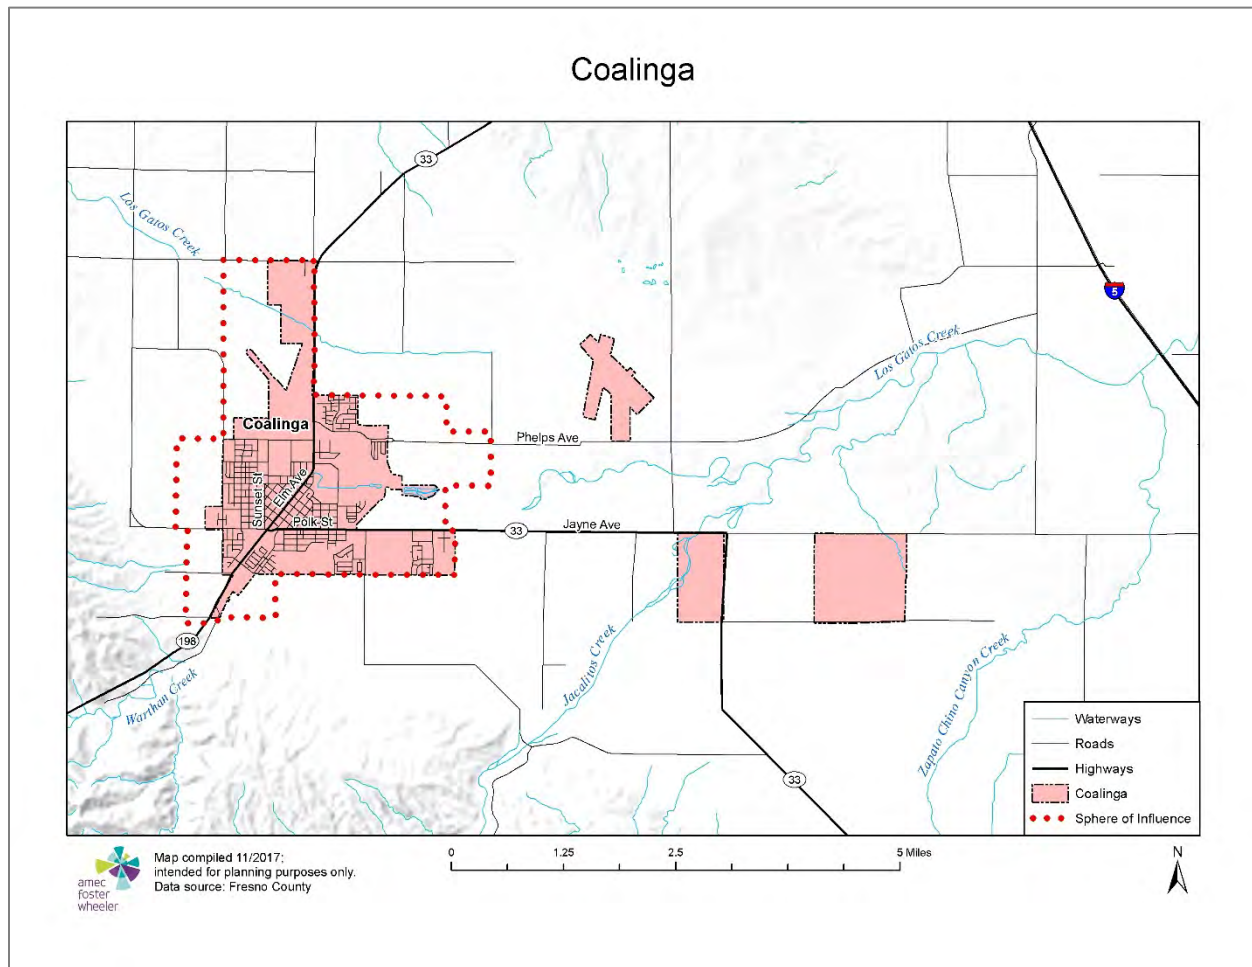 Coalinga
33
Los Gatos Creek
5
Los Gatos Creek
Coalinga
Phelps Ave
Sunset St
Elm Ave
Polk St
33
Jayne Ave
198
Warthan Creek
Jacalitos Creek
Zapato Chino Canyon Creek
33
Waterways
Roads
Highways
Coalinga
Sphere of Influence
amec
foster
wheeler
Map compiled 11/2017;
intended for planning purposes only.
Data source: Fresno County
0 1.25 2.5 5 Miles
N